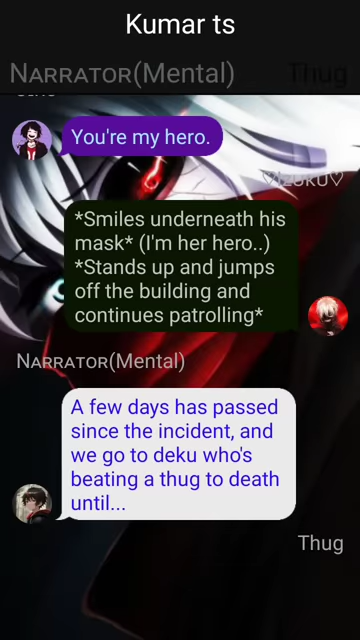 Kumar ts
Narrator(Mental)
Thug
You're my hero.
♡IZUKU♡
*Smiles underneath his
mask* (I'm her hero..)
*Stands up and jumps
off the building and
continues patrolling*
Narrator(Mental)
A few days has passed
since the incident, and
we go to deku who's
beating a thug to death
until...
Thug